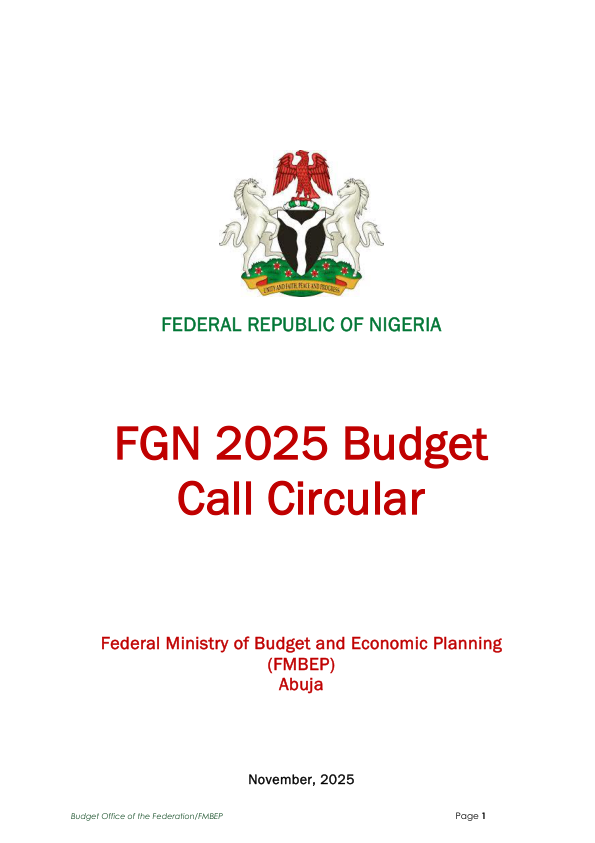 UNITY AND FAITH, PEACE AND PROGRESS
FEDERAL REPUBLIC OF NIGERIA
FGN 2025 Budget
Call Circular
Federal Ministry of Budget and Economic Planning
(FMBEP)
Abuja
November, 2025
Budget Office of the Federation/FMBEP Page 1